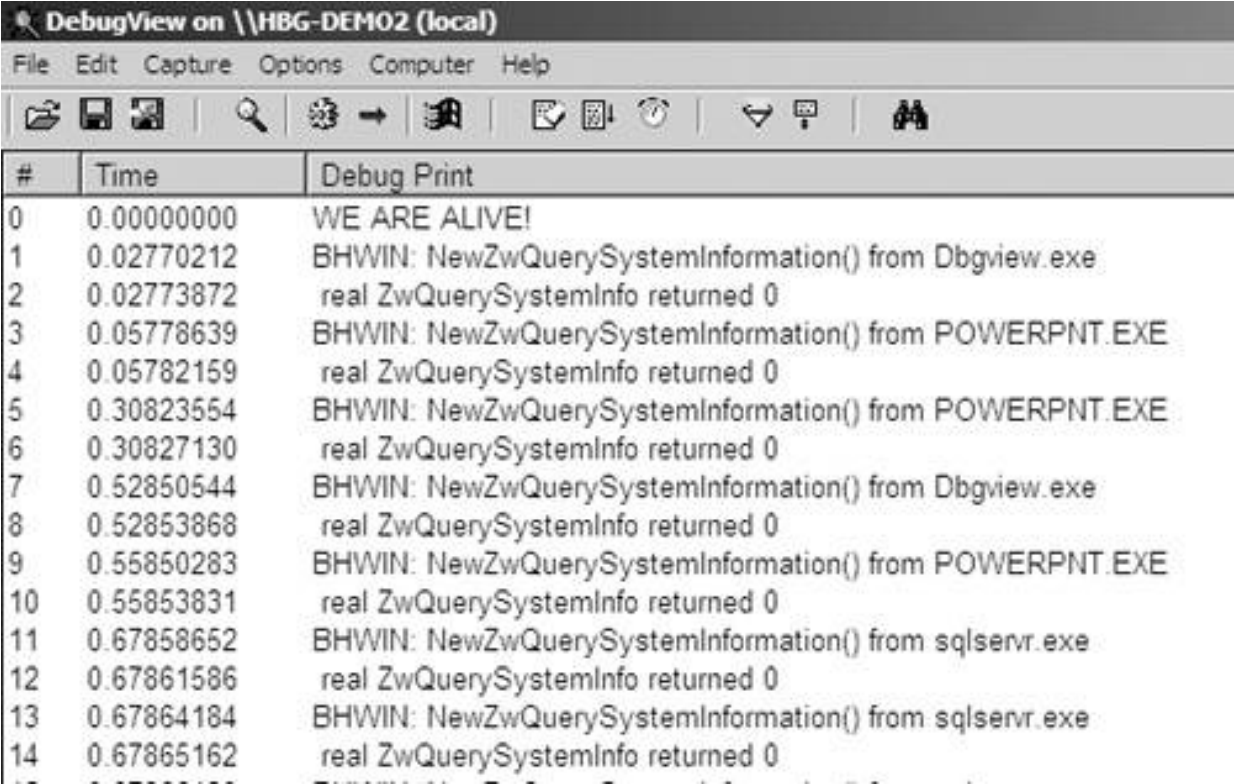 DebugView on \\HBG-DEMO2 (local)
File Edit Capture Options Computer Help
# Time Debug Print
0 0.00000000 WE ARE ALIVE!
1 0.02770212 BHWIN: NewZwQuerySystemInformation() from Dbgview.exe
2 0.02773872 real ZwQuerySystemInfo returned 0
3 0.05778639 BHWIN: NewZwQuerySystemInformation() from POWERPNT.EXE
4 0.05782159 real ZwQuerySystemInfo returned 0
5 0.30823554 BHWIN: NewZwQuerySystemInformation() from POWERPNT.EXE
6 0.30827130 real ZwQuerySystemInfo returned 0
7 0.52850544 BHWIN: NewZwQuerySystemInformation() from Dbgview.exe
8 0.52853868 real ZwQuerySystemInfo returned 0
9 0.55850283 BHWIN: NewZwQuerySystemInformation() from POWERPNT.EXE
10 0.55853831 real ZwQuerySystemInfo returned 0
11 0.67858652 BHWIN: NewZwQuerySystemInformation() from sqlservr.exe
12 0.67861586 real ZwQuerySystemInfo returned 0
13 0.67864184 BHWIN: NewZwQuerySystemInformation() from sqlservr.exe
14 0.67865162 real ZwQuerySystemInfo returned 0